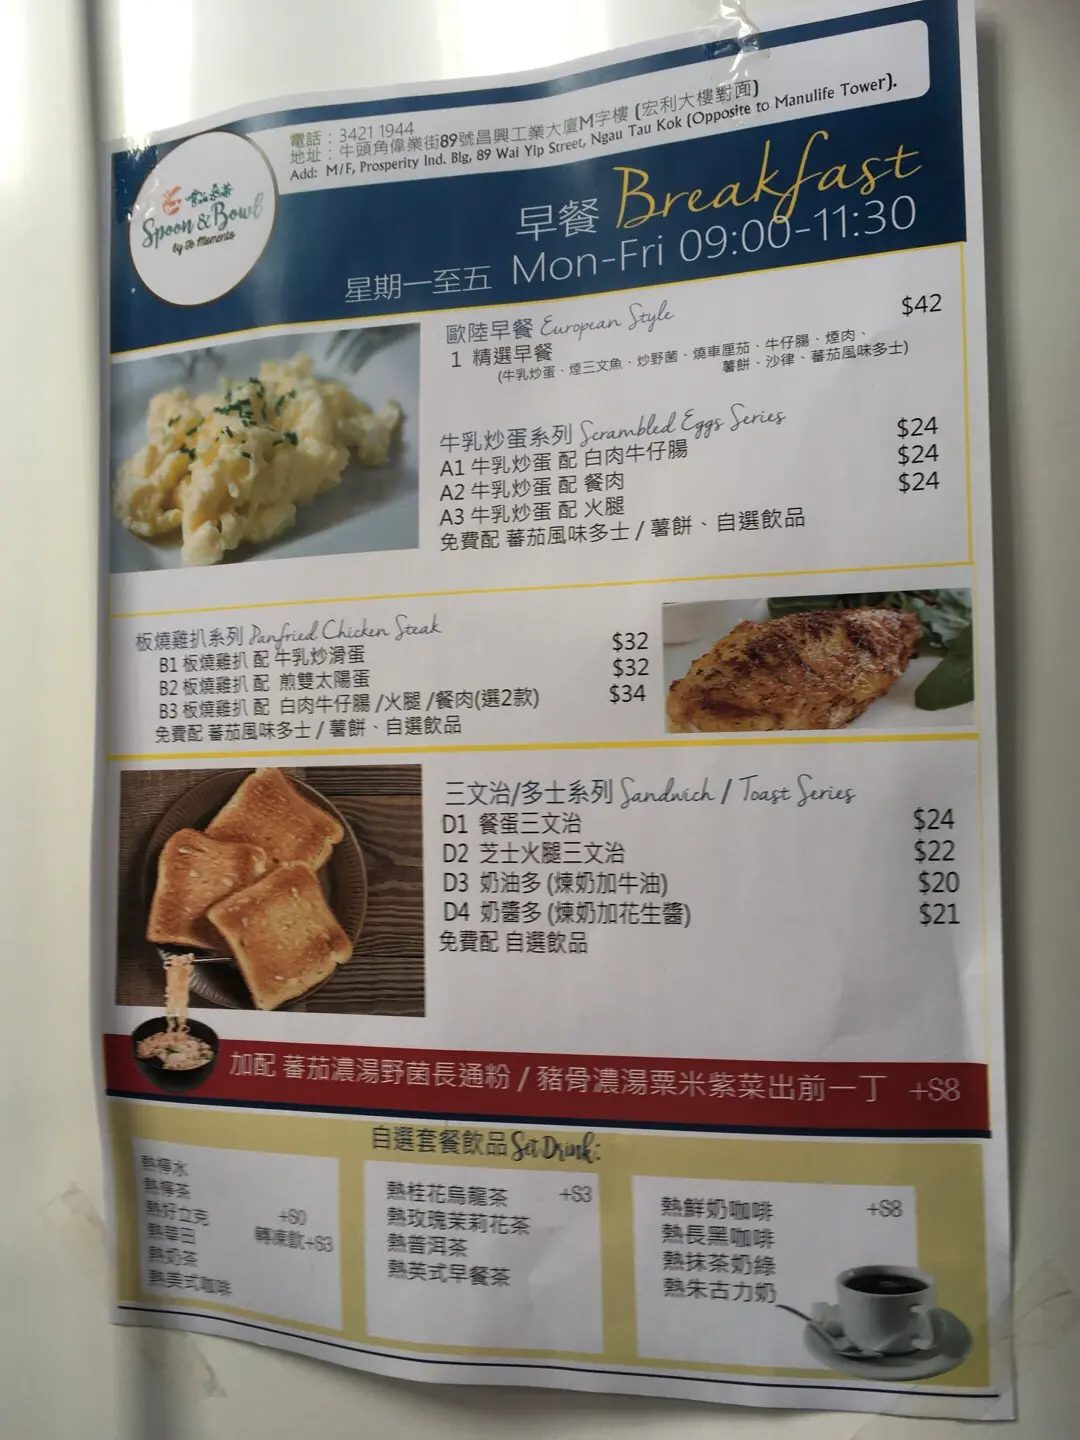 電話：3421 1944
地址：牛頭角偉業街89號昌興工業大廈M字樓 (宏利大樓對面)
Add: M/F, Prosperity Ind. Blg, 89 Wai Yip Street, Ngau Tau Kok (Opposite to Manulife Tower).
Spoon & Bowl
by Jo Momento
早餐 Breakfast
星期一至五 Mon-Fri 09:00-11:30
歐陸早餐 European Style
1 精選早餐 $42
(牛乳炒蛋、煙三文魚、炒野菌、燒車厘茄、牛仔腸、煙肉、
薯餅、沙律、蕃茄風味多士)
牛乳炒蛋系列 Scrambled Eggs Series
A1 牛乳炒蛋 配 白肉牛仔腸 $24
A2 牛乳炒蛋 配 餐肉 $24
A3 牛乳炒蛋 配 火腿 $24
免費配 蕃茄風味多士 / 薯餅、自選飲品
板燒雞扒系列 Panfried Chicken Steak
B1 板燒雞扒 配 牛乳炒滑蛋 $32
B2 板燒雞扒 配 煎雙太陽蛋 $32
B3 板燒雞扒 配 白肉牛仔腸 /火腿 /餐肉(選2款) $34
免費配 蕃茄風味多士 / 薯餅、自選飲品
三文治/多士系列 Sandwich / Toast Series
D1 餐蛋三文治 $24
D2 芝士火腿三文治 $22
D3 奶油多 (煉奶加牛油) $20
D4 奶醬多 (煉奶加花生醬) $21
免費配 自選飲品
加配 蕃茄濃湯野菌長通粉 / 豬骨濃湯粟米紫菜出前一丁 +$8
自選套餐飲品 Set Drink:
熱檸水
熱檸茶
熱好立克 +$0
熱華田 轉凍飲+$3
熱奶茶
熱美式咖啡
熱桂花烏龍茶 +$3
熱玫瑰茉莉花茶
熱普洱茶
熱英式早餐茶
熱鮮奶咖啡 +$8
熱長黑咖啡
熱抹茶奶綠
熱朱古力奶